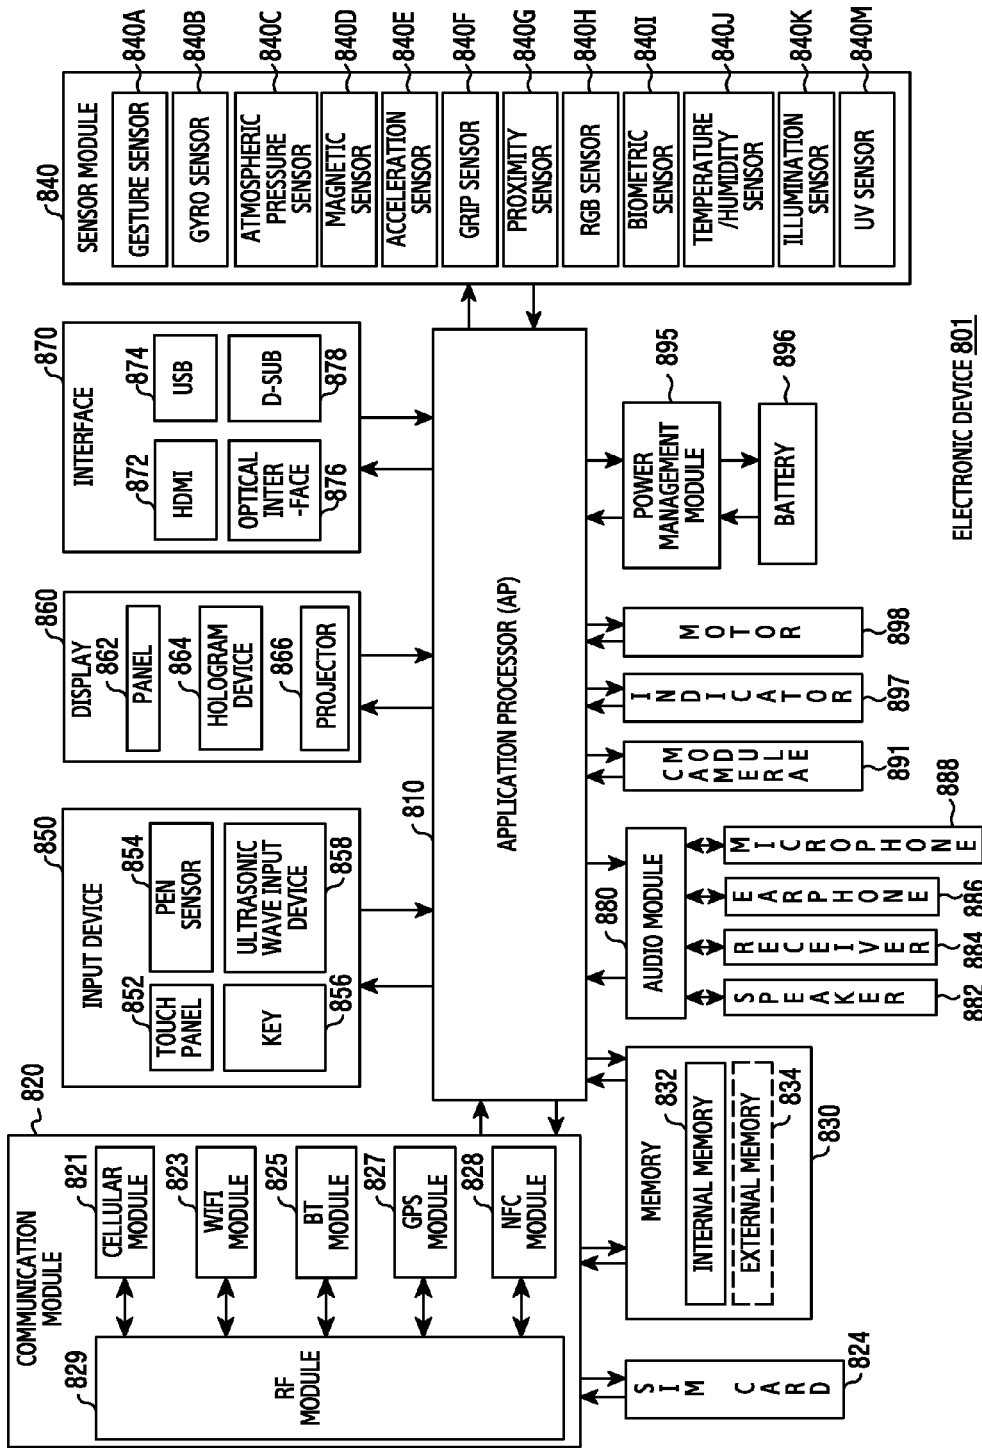 COMMUNICATION
MODULE
820
829
RF
MODULE
821
CELLULAR
MODULE
823
WIFI
MODULE
825
BT
MODULE
827
GPS
MODULE
828
NFC
MODULE
INPUT DEVICE
850
852
TOUCH
PANEL
854
PEN
SENSOR
KEY
856
ULTRASONIC
WAVE INPUT
DEVICE
858
DISPLAY
860
862
PANEL
864
HOLOGRAM
DEVICE
866
PROJECTOR
INTERFACE
870
872
HDMI
874
USB
OPTICAL
INTER
-FACE
876
D-SUB
878
840
SENSOR MODULE
GESTURE SENSOR
840A
GYRO SENSOR
840B
ATMOSPHERIC
PRESSURE
SENSOR
840C
MAGNETIC
SENSOR
840D
ACCELERATION
SENSOR
840E
GRIP SENSOR
840F
PROXIMITY
SENSOR
840G
RGB SENSOR
840H
BIOMETRIC
SENSOR
840I
TEMPERATURE
/HUMIDITY
SENSOR
840J
ILLUMINATION
SENSOR
840K
UV SENSOR
840M
810
APPLICATION PROCESSOR (AP)
SIM CARD
824
MEMORY
INTERNAL MEMORY
832
EXTERNAL MEMORY
834
830
880
AUDIO MODULE
SPEAKER
882
RECEIVER
884
EARPHONE
886
MICROPHONE
888
CAMERA
MODULE
891
INDICATOR
897
MOTOR
898
POWER
MANAGEMENT
MODULE
895
BATTERY
896
ELECTRONIC DEVICE 801